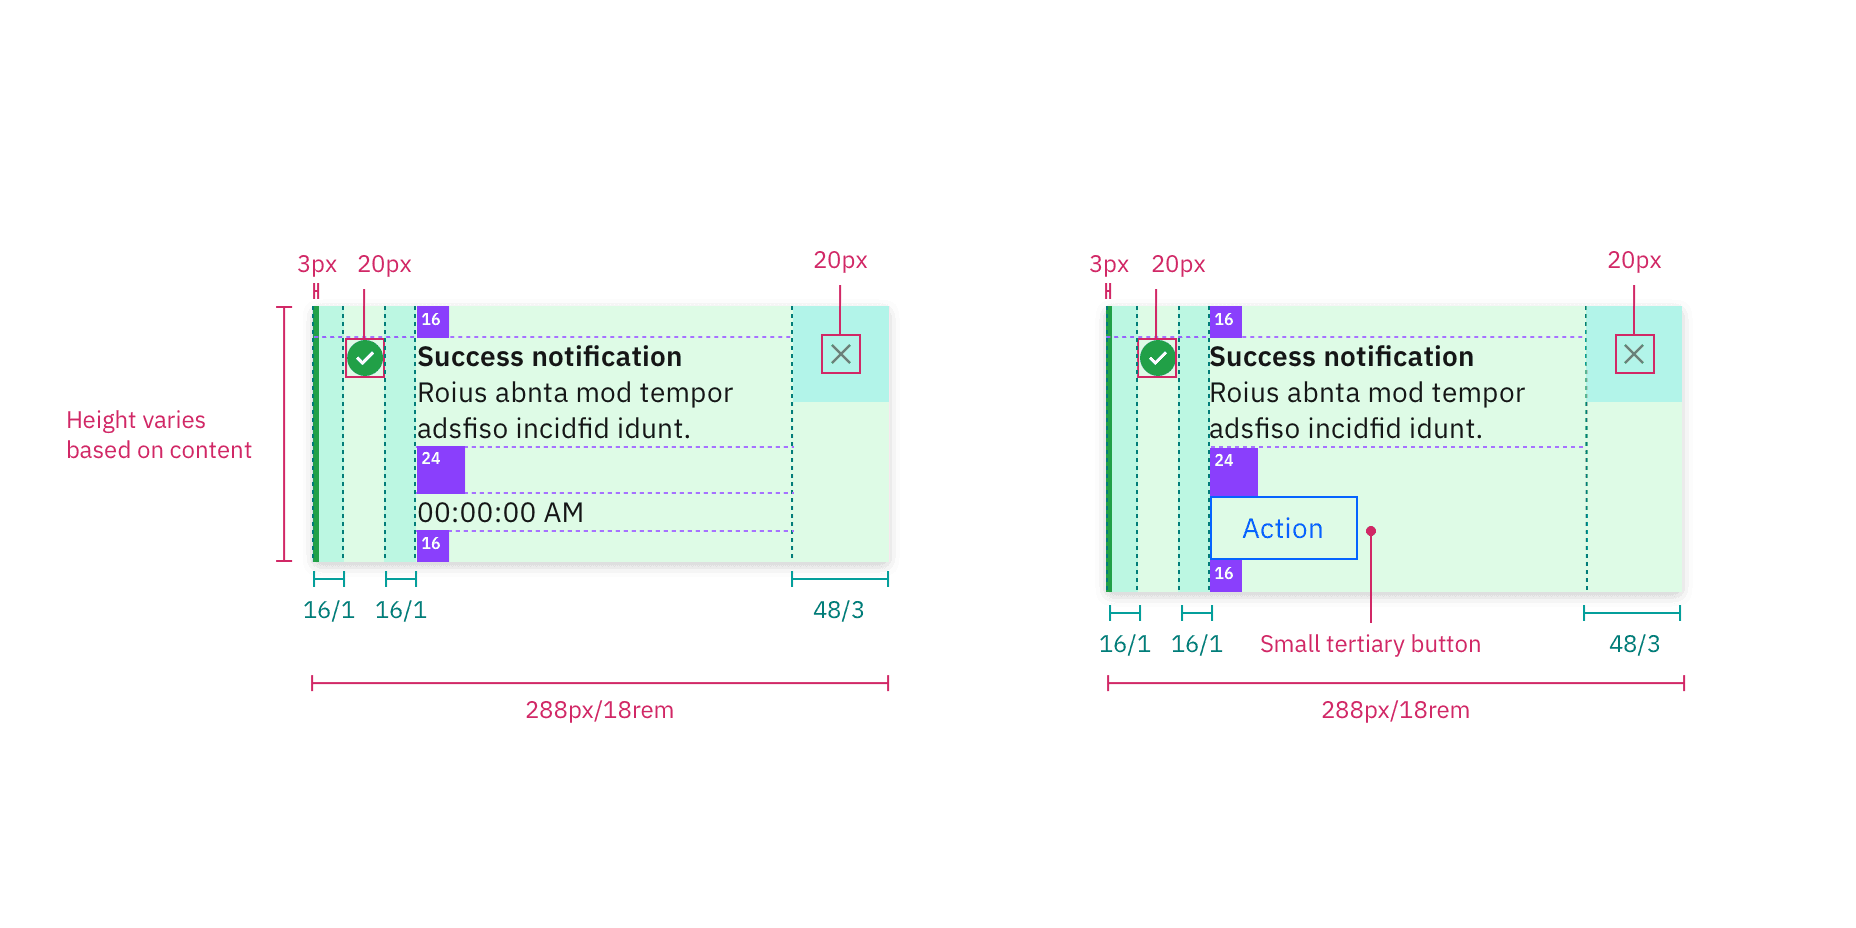 3px
20px
20px
16
Success notification
Roius abnta mod tempor
adsfiso incidfid idunt.
24
00:00:00 AM
16
Height varies
based on content
16/1
16/1
48/3
288px/18rem
3px
20px
20px
16
Success notification
Roius abnta mod tempor
adsfiso incidfid idunt.
24
Action
16
16/1
16/1
Small tertiary button
48/3
288px/18rem